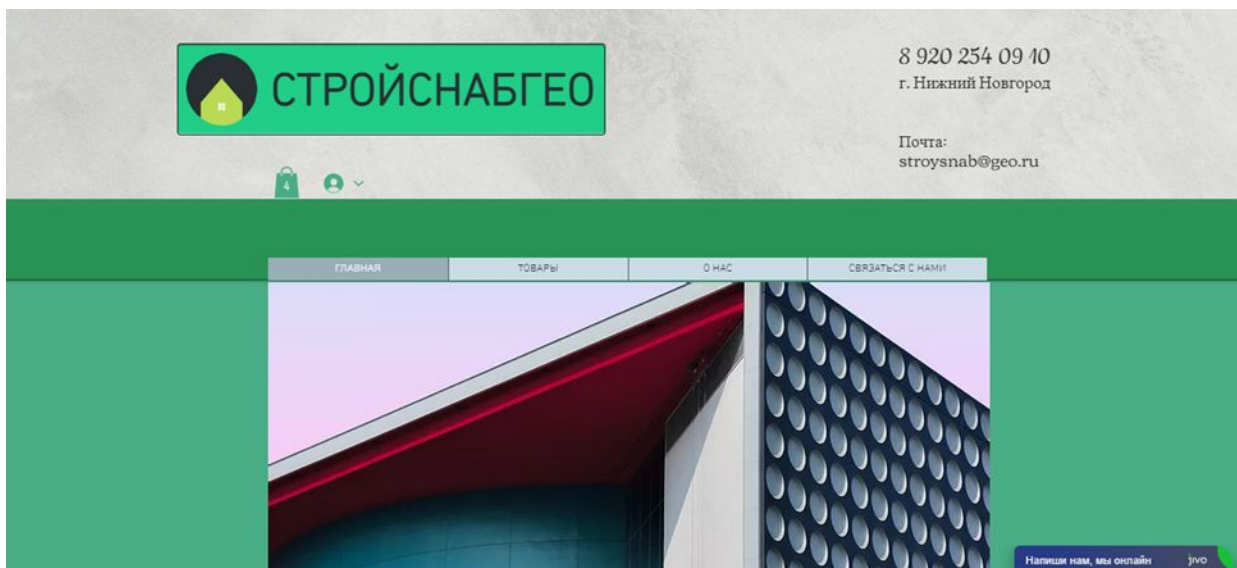 СТРОЙСНАБГЕО
8 920 254 09 10
г. Нижний Новгород
Почта:
stroysnab@geo.ru
4
ГЛАВНАЯ
ТОВАРЫ
О НАС
СВЯЗАТЬСЯ С НАМИ
Напиши нам, мы онлайн
jivo